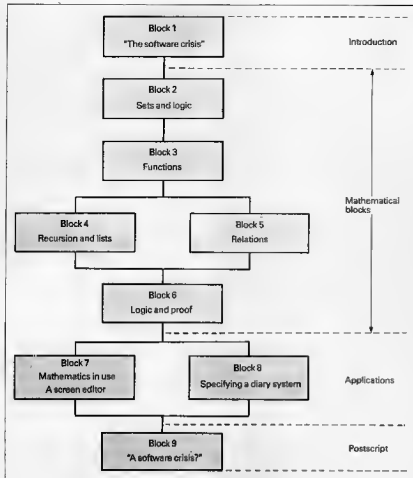 Block 1
"The software crisis"
Introduction
Block 2
Sets and logic
Block 3
Functions
Mathematical
blocks
Block 4
Recursion and lists
Block 5
Relations
Block 6
Logic and proof
Block 7
Mathematics in use
A screen editor
Block 8
Specifying a diary system
Applications
Block 9
"A software crisis?"
Postscript